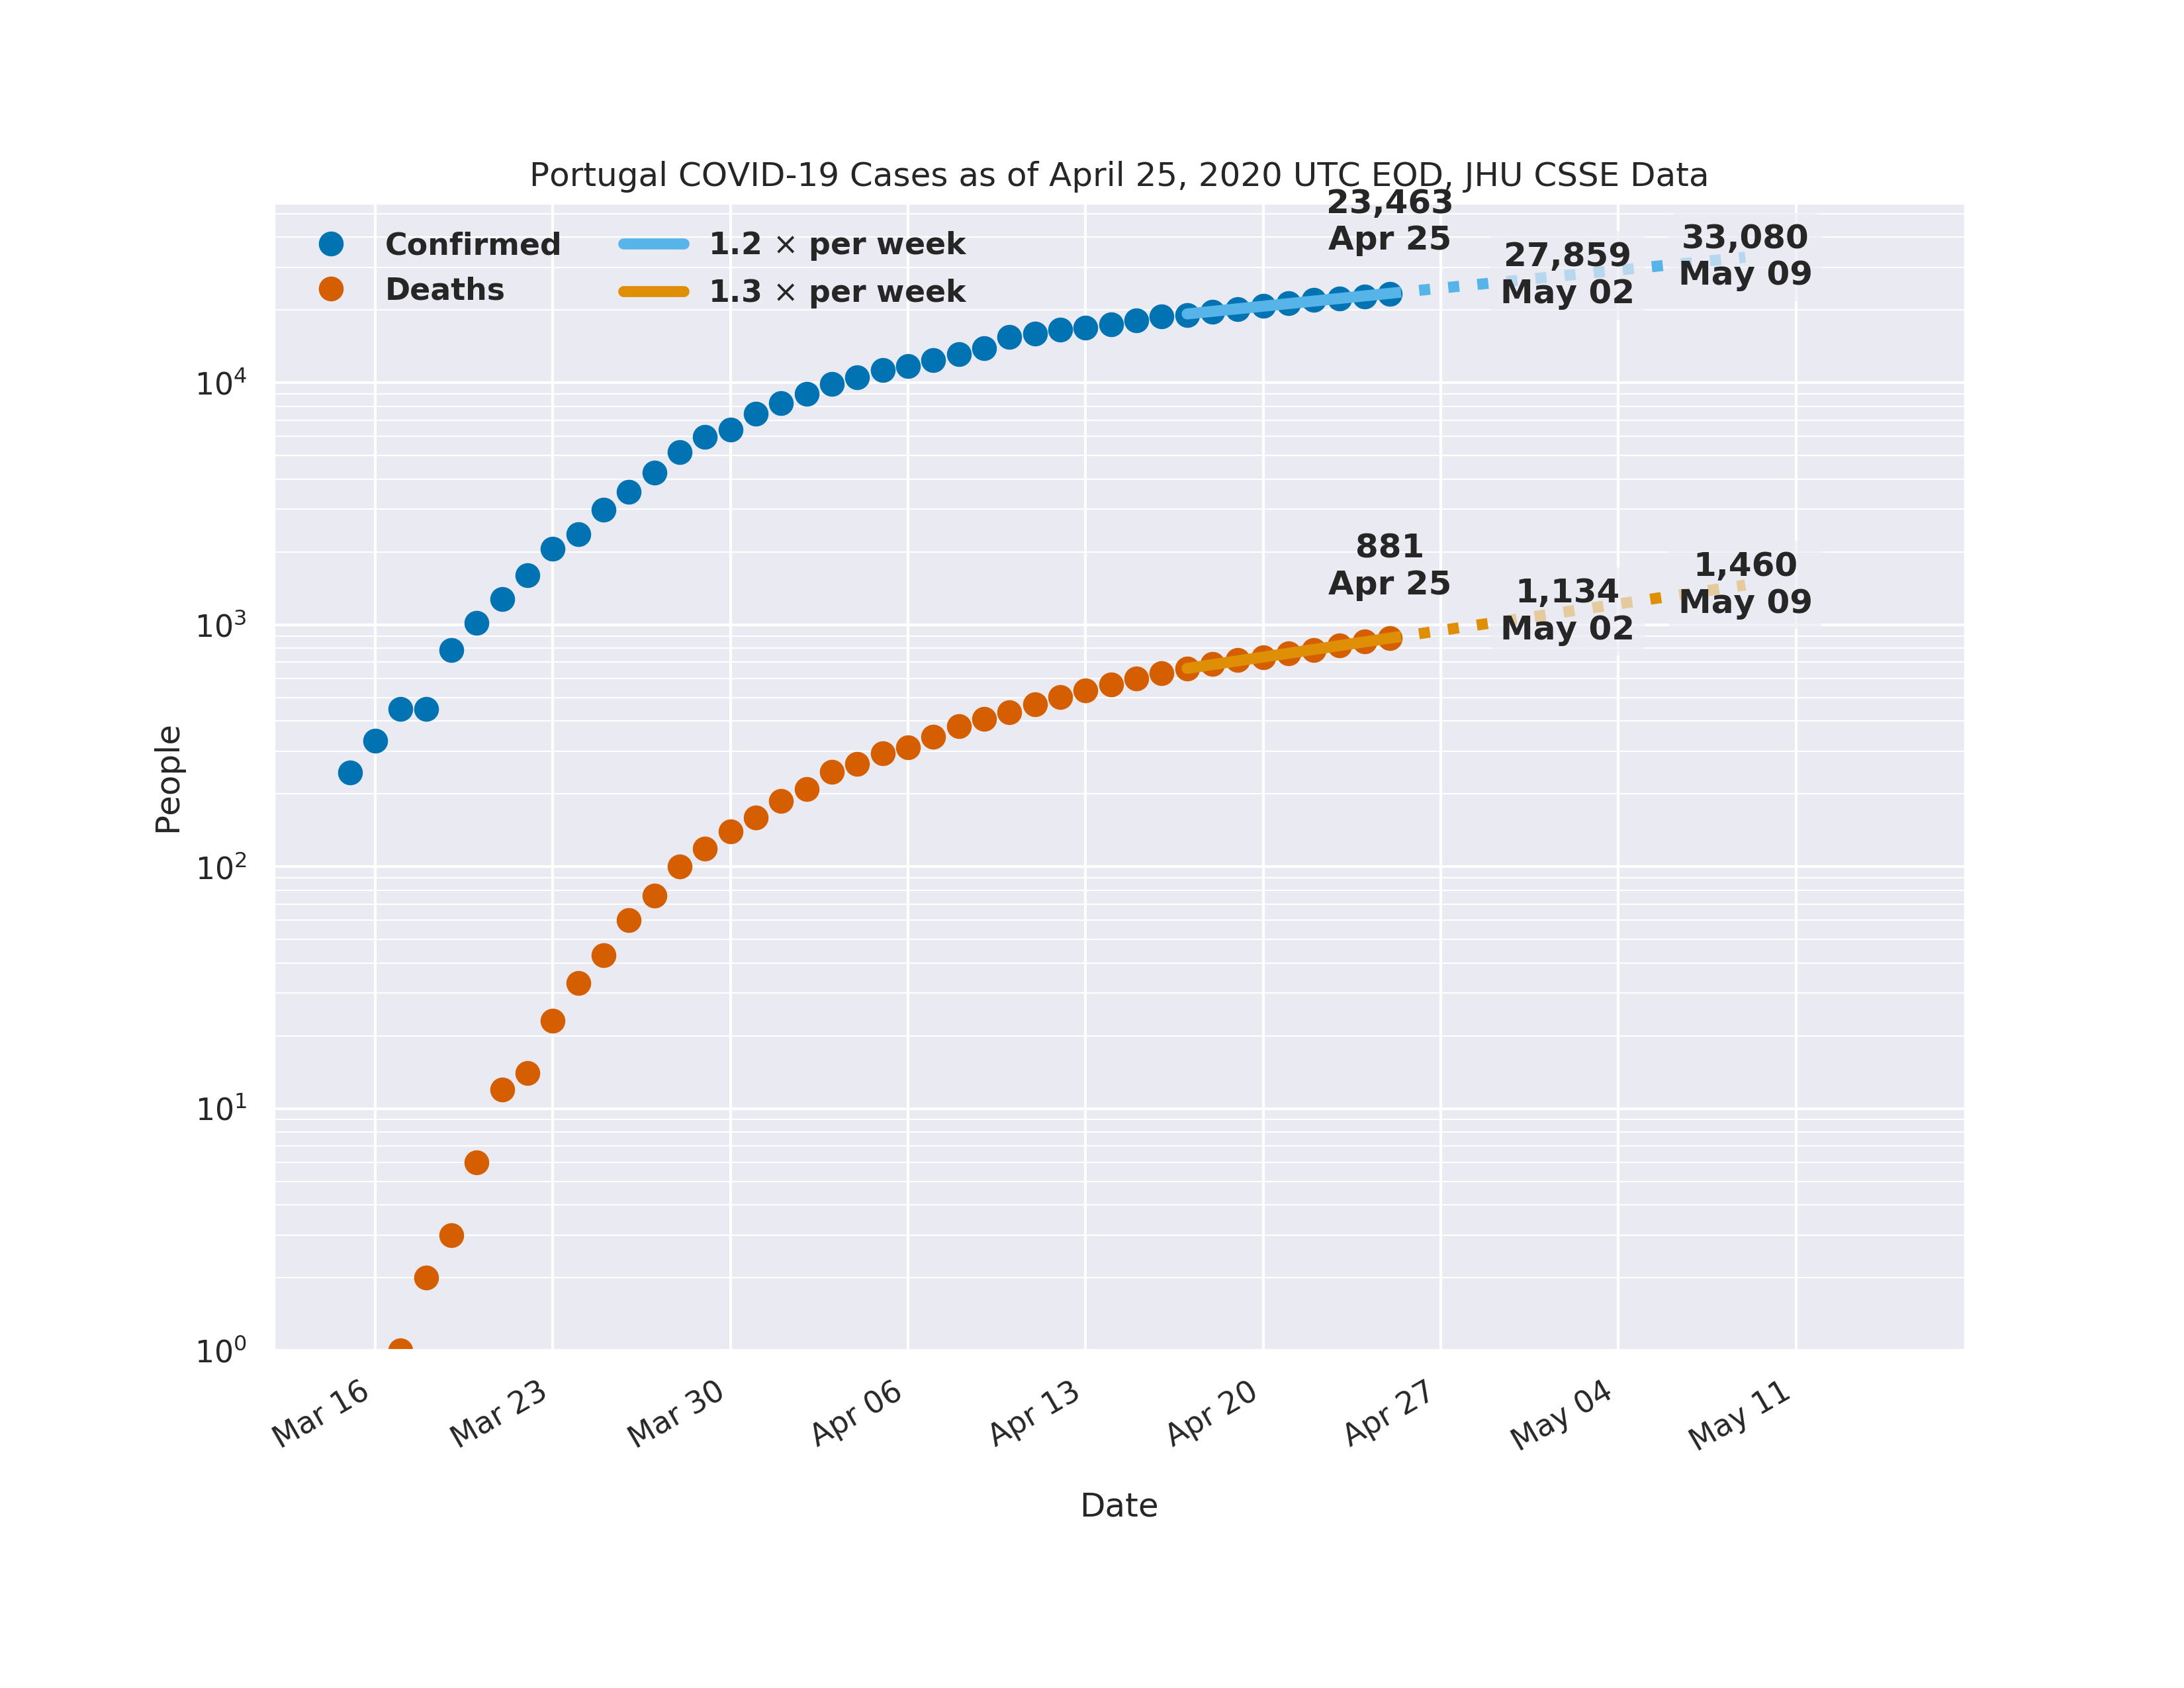 Portugal COVID-19 Cases as of April 25, 2020 UTC EOD, JHU CSSE Data
Confirmed
Deaths
1.2 × per week
1.3 × per week
23,463
Apr 25
27,859
May 02
33,080
May 09
881
Apr 25
1,134
May 02
1,460
May 09
People
10⁴
10³
10²
10¹
10⁰
Mar 16
Mar 23
Mar 30
Apr 06
Apr 13
Apr 20
Apr 27
May 04
May 11
Date